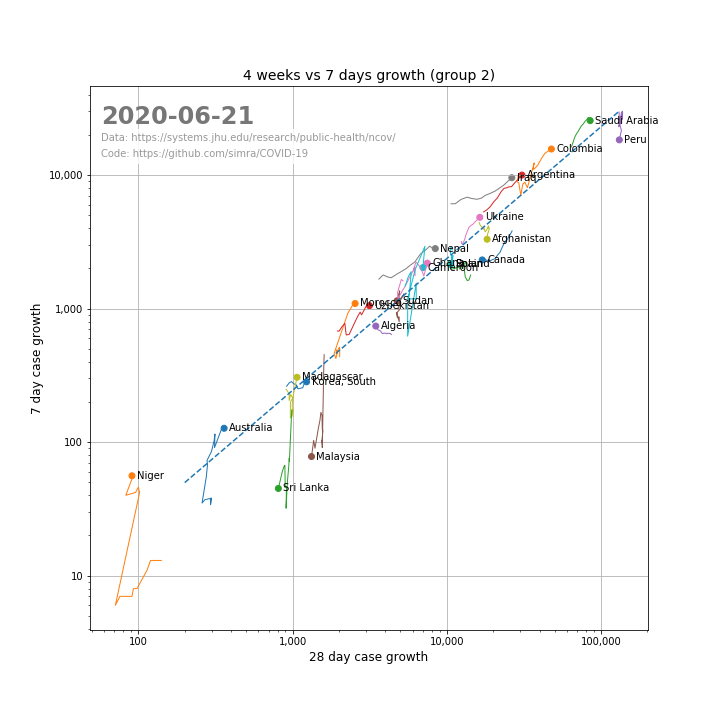 4 weeks vs 7 days growth (group 2)
2020-06-21
Data: https://systems.jhu.edu/research/public-health/ncov/
Code: https://github.com/simra/COVID-19
Saudi Arabia
Peru
Colombia
10,000
Argentina
Iraq
Ukraine
Afghanistan
Nepal
Canada
Ghana
Poland
Cameroon
Sudan
Morocco
Uzbekistan
1,000
Algeria
Madagascar
Korea, South
Australia
100
Malaysia
Niger
Sri Lanka
10
7 day case growth
100
1,000
10,000
100,000
28 day case growth